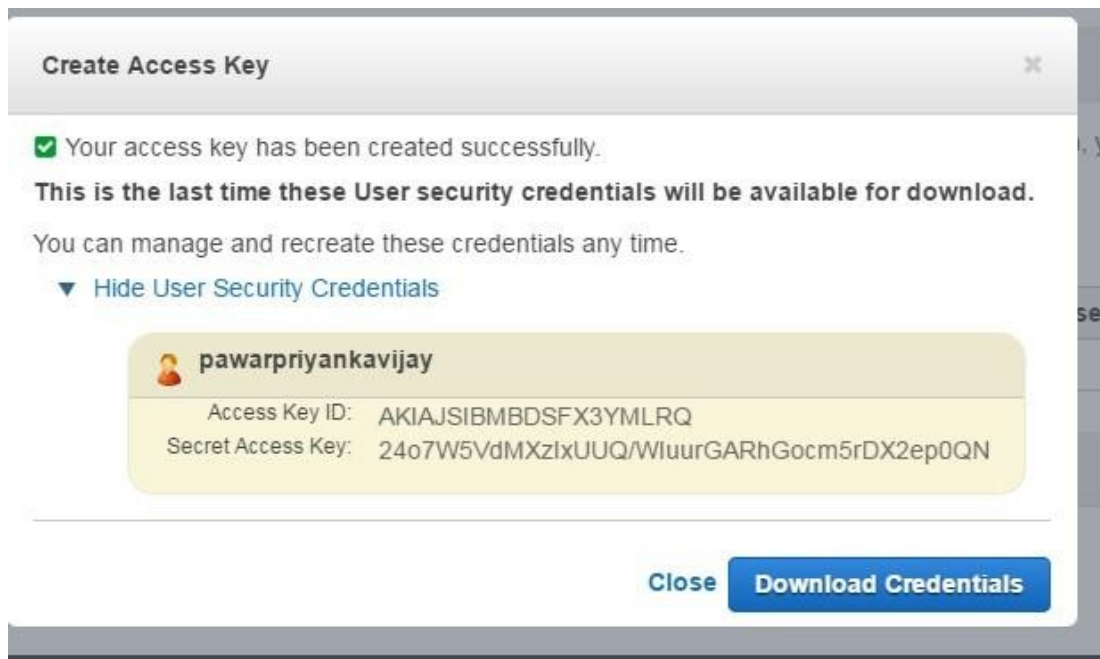 Create Access Key
Your access key has been created successfully.
This is the last time these User security credentials will be available for download.
You can manage and recreate these credentials any time.
Hide User Security Credentials
pawarpriyankavijay
Access Key ID: AKIAJSIBMBDSFX3YMLRQ
Secret Access Key:
Close
Download Credentials